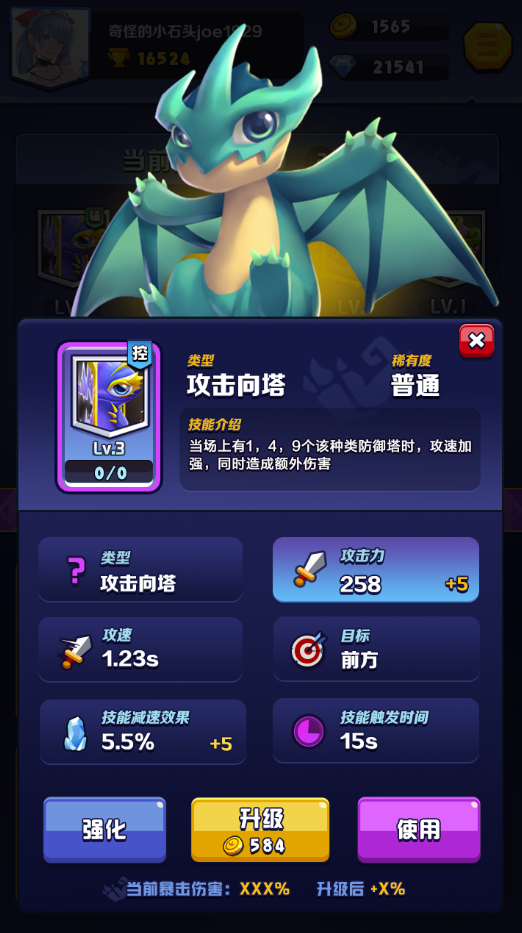 奇怪的小石头joe1829
1565
16524
21541
当前
LV.1
控
Lv.3
0/0
类型
攻击向塔
稀有度
普通
技能介绍
当场上有1，4，9个该种类防御塔时，攻速加
强，同时造成额外伤害
类型
攻击向塔
攻击力
258
+5
攻速
1.23s
目标
前方
技能减速效果
5.5%
+5
技能触发时间
15s
强化
升级
584
使用
当前暴击伤害：XXX% 升级后 +X%